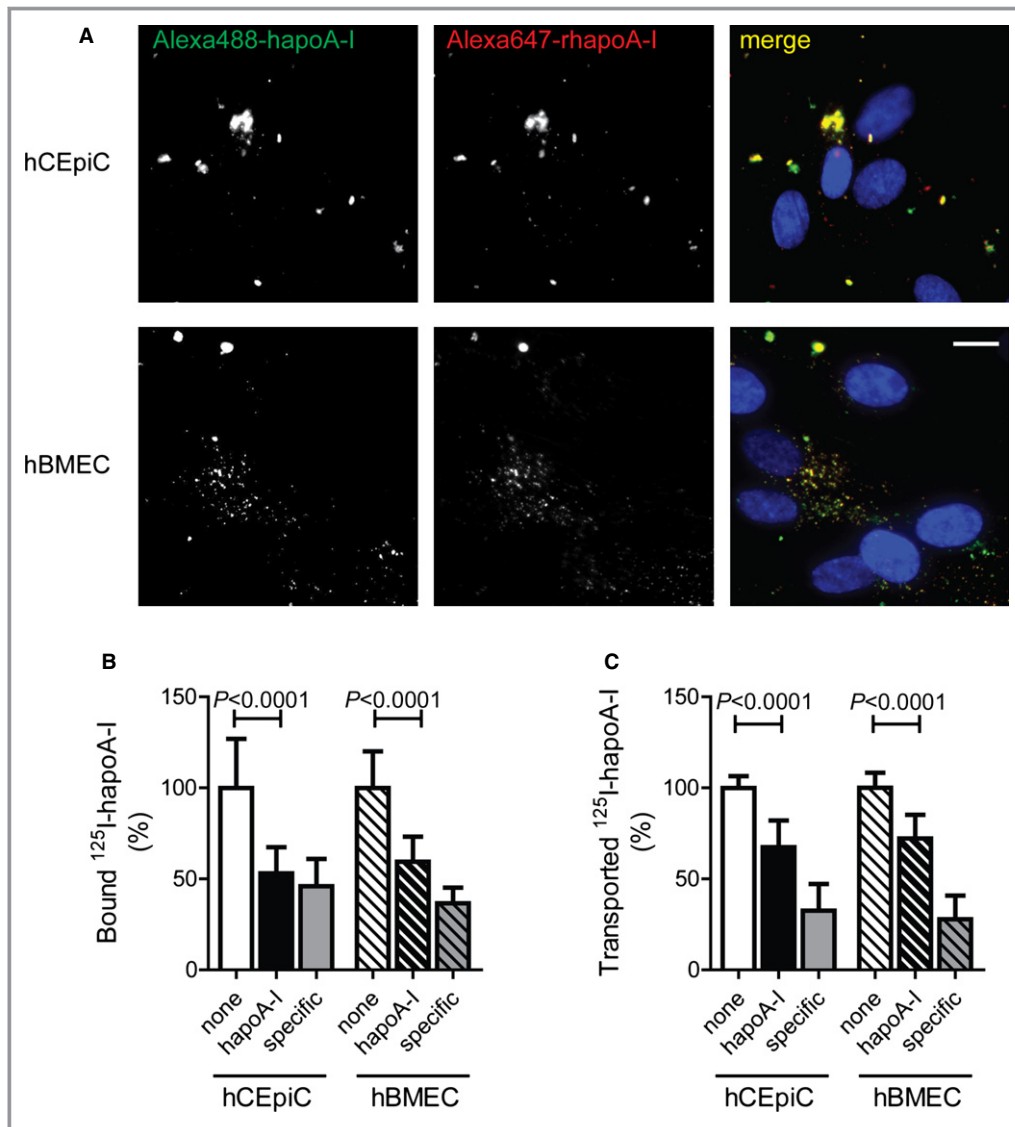 A
Alexa488-hapoA-I
Alexa647-rhapoA-I
merge
hCEpiC
hBMEC
B
Bound ¹²⁵I-hapoA-I
(%)
150
100
50
0
P<0.0001
P<0.0001
none
hapoA-I
specific
none
hapoA-I
specific
hCEpiC
hBMEC
C
Transported ¹²⁵I-hapoA-I
(%)
150
100
50
0
P<0.0001
P<0.0001
none
hapoA-I
specific
none
hapoA-I
specific
hCEpiC
hBMEC